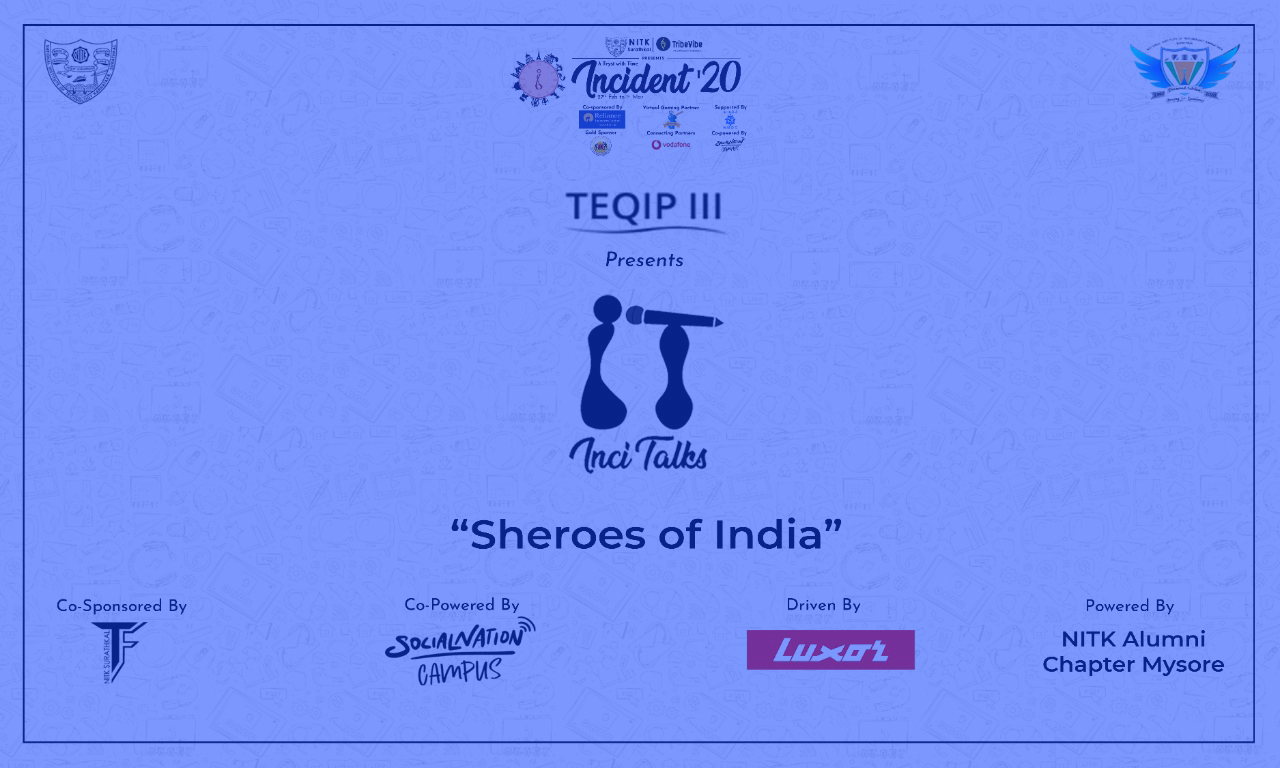 NITK
Surathkal
TribeVibe
PRESENTS
A Tryst with Time
Incident '20
Co-sponsored By
Virtual Gaming Partner
Supported By
Reliance
Gold Sponsor
Connecting Partners
Co-powered By
vodafone
TEQIP III
Presents
Inci Talks
“Sheroes of India”
Co-Sponsored By
Co-Powered By
Driven By
Powered By
NITK SURATHKAL
SOCIALNATION
CAMPUS
Luxor
NITK Alumni
Chapter Mysore